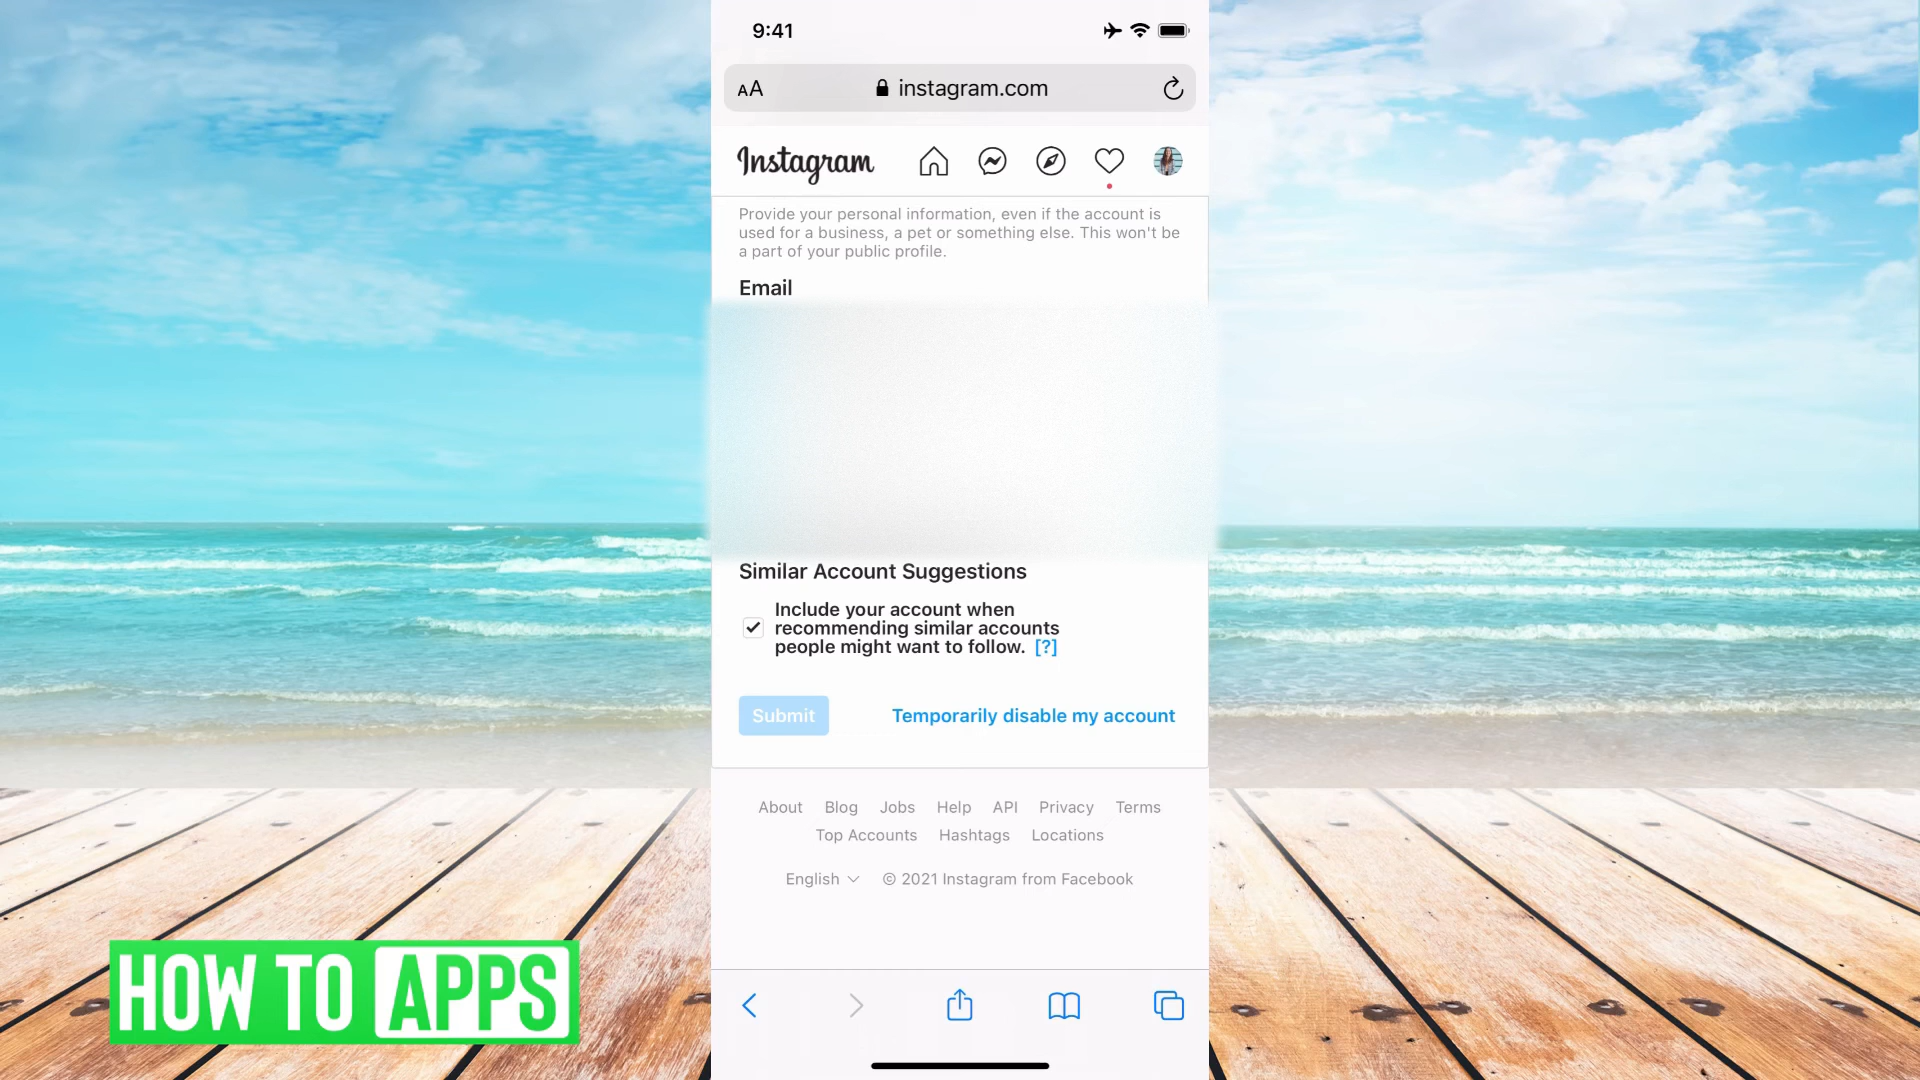 9:41
AA instagram.com
Instagram
Provide your personal information, even if the account is
used for a business, a pet or something else. This won't be
a part of your public profile.
Email
Similar Account Suggestions
Include your account when
recommending similar accounts
people might want to follow. [?]
Submit Temporarily disable my account
About Blog Jobs Help API Privacy Terms
Top Accounts Hashtags Locations
English © 2021 Instagram from Facebook
HOW TO APPS